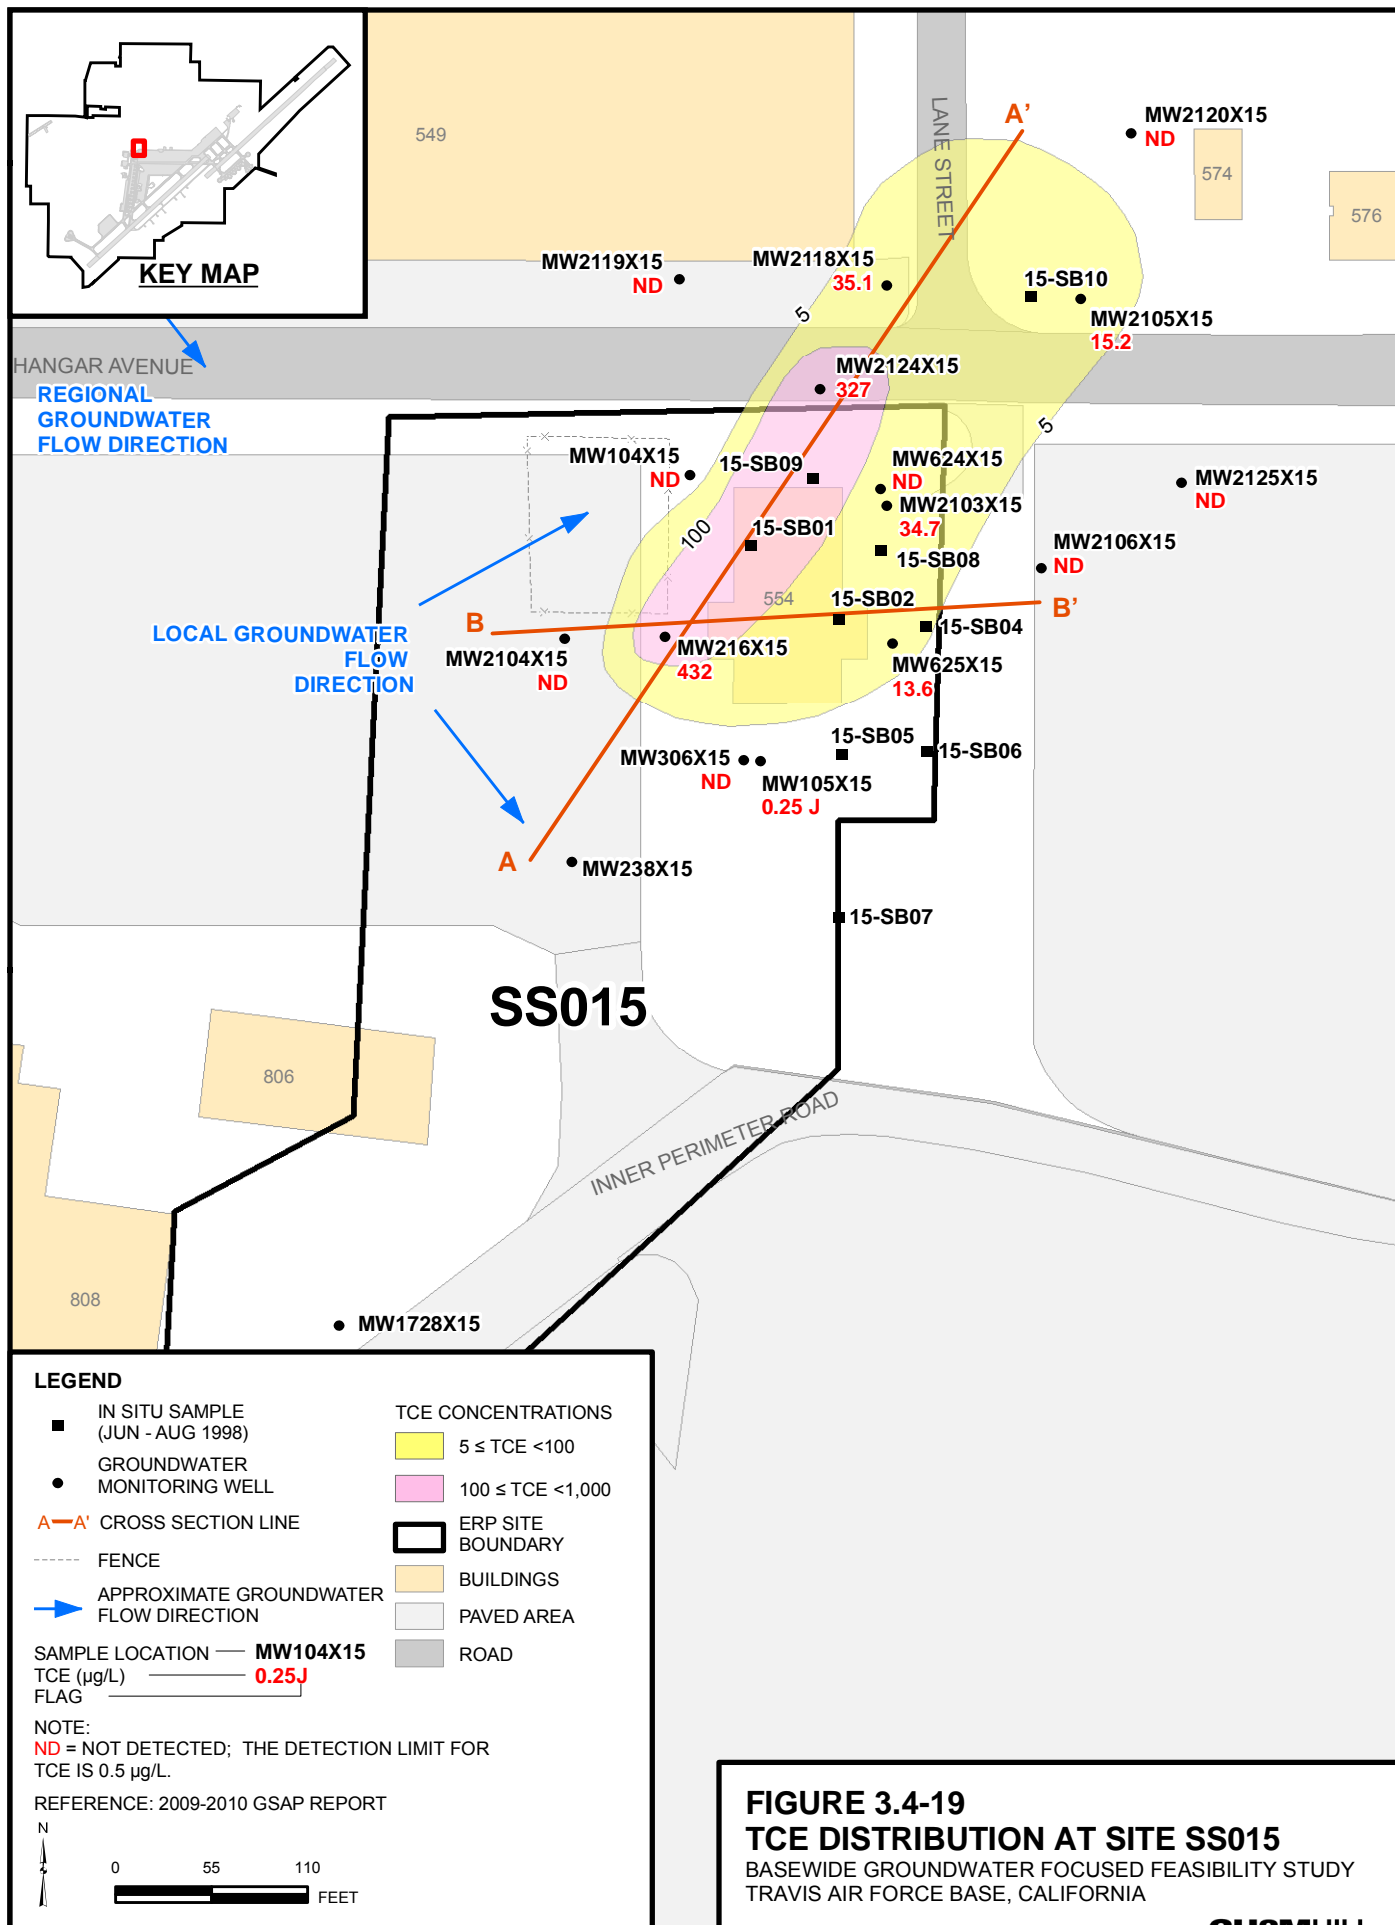 KEY MAP
549
LANE STREET
A'
MW2120X15
ND
574
576
MW2119X15
ND
MW2118X15
35.1
15-SB10
MW2105X15
15.2
5
HANGAR AVENUE
REGIONAL
GROUNDWATER
FLOW DIRECTION
MW2124X15
327
5
MW104X15
ND
15-SB09
MW624X15
ND
MW2103X15
34.7
MW2125X15
ND
100
15-SB01
15-SB08
MW2106X15
ND
554
15-SB02
B
B'
LOCAL GROUNDWATER
FLOW
DIRECTION
MW2104X15
ND
MW216X15
432
15-SB04
MW625X15
13.6
15-SB05
15-SB06
MW306X15
ND
MW105X15
0.25 J
A
MW238X15
15-SB07
SS015
806
INNER PERIMETER ROAD
808
MW1728X15
LEGEND
IN SITU SAMPLE
(JUN - AUG 1998)
GROUNDWATER
MONITORING WELL
A A' CROSS SECTION LINE
FENCE
APPROXIMATE GROUNDWATER
FLOW DIRECTION
SAMPLE LOCATION MW104X15
TCE (µg/L) 0.25J
FLAG
TCE CONCENTRATIONS
5 ≤ TCE <100
100 ≤ TCE <1,000
ERP SITE
BOUNDARY
BUILDINGS
PAVED AREA
ROAD
NOTE:
ND = NOT DETECTED; THE DETECTION LIMIT FOR
TCE IS 0.5 µg/L.
REFERENCE: 2009-2010 GSAP REPORT
N
0 55 110
FEET
FIGURE 3.4-19
TCE DISTRIBUTION AT SITE SS015
BASEWIDE GROUNDWATER FOCUSED FEASIBILITY STUDY
TRAVIS AIR FORCE BASE, CALIFORNIA